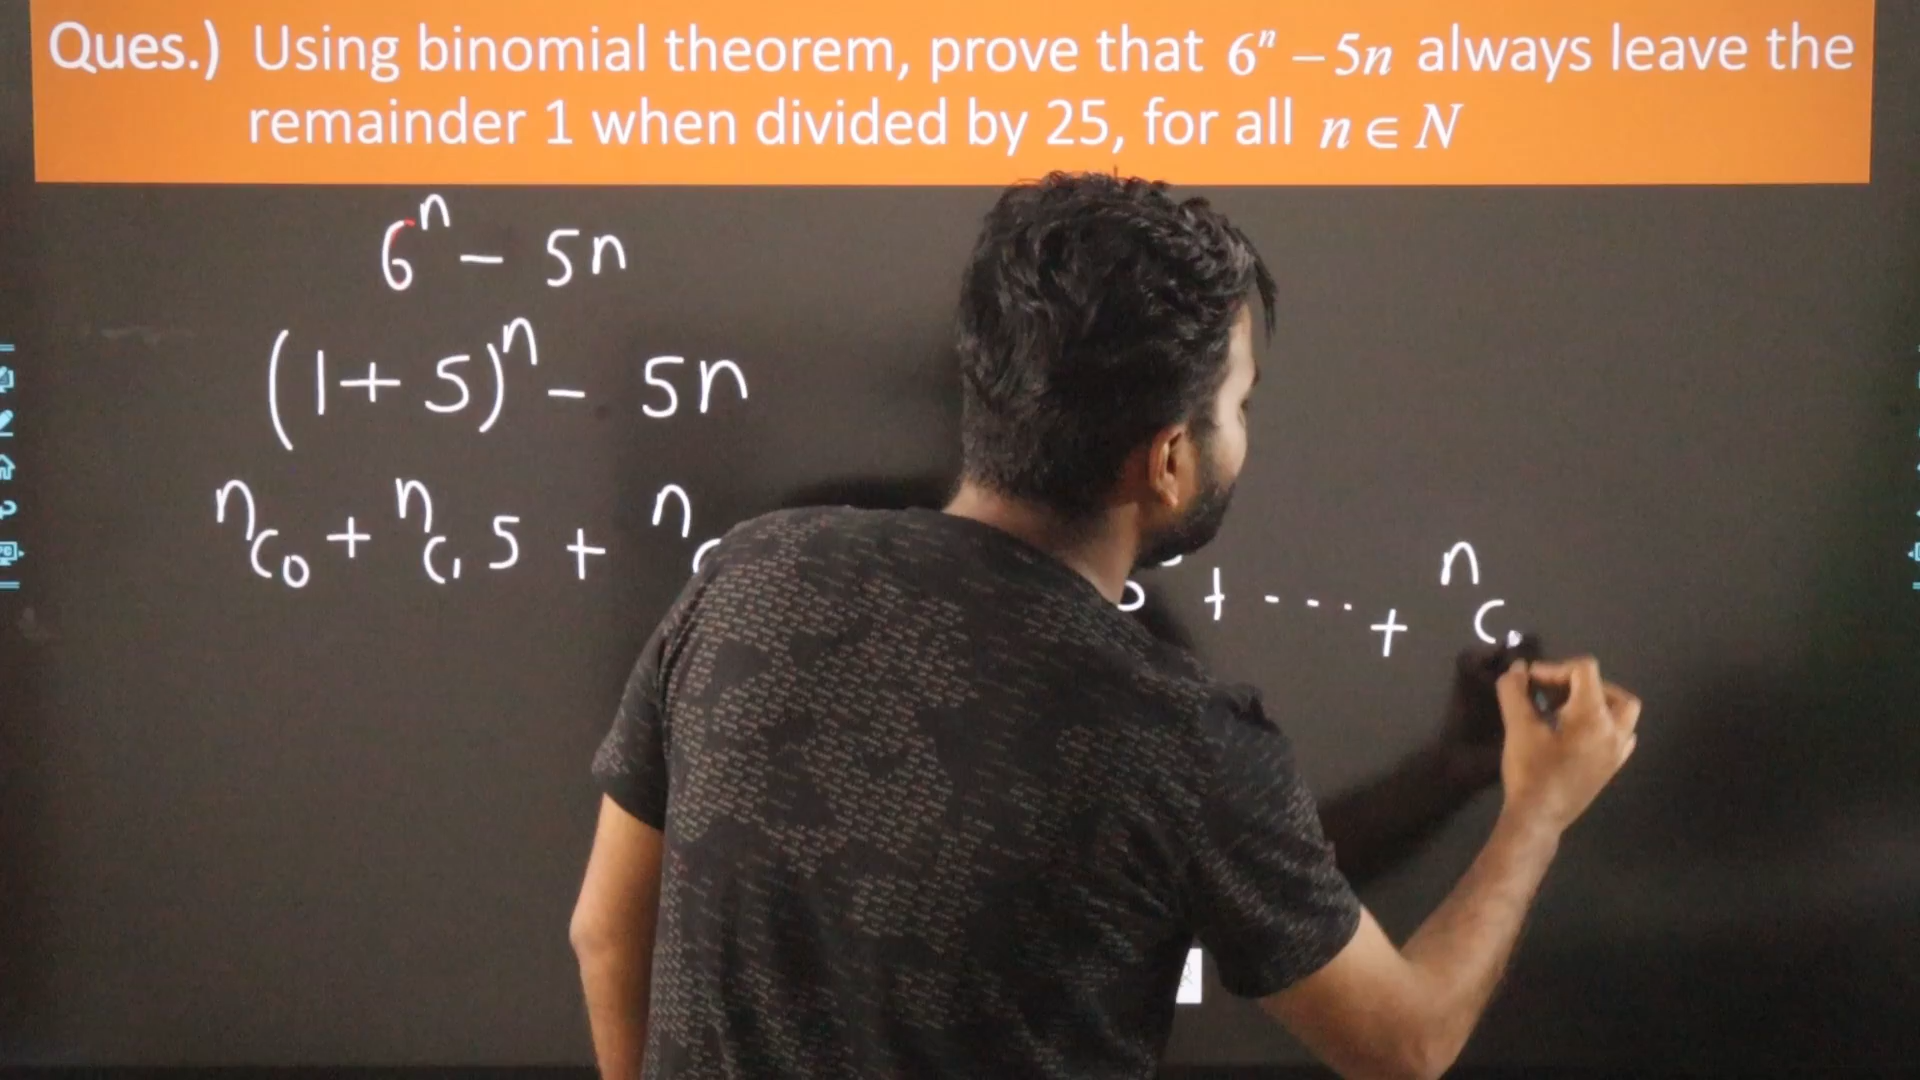 Ques.) Using binomial theorem, prove that 6ⁿ – 5n always leave the
remainder 1 when divided by 25, for all n ∈ N
6ⁿ – 5n
(1 + 5)ⁿ – 5n
ⁿC₀ + ⁿC₁ 5 + ⁿC + ---- + ⁿC